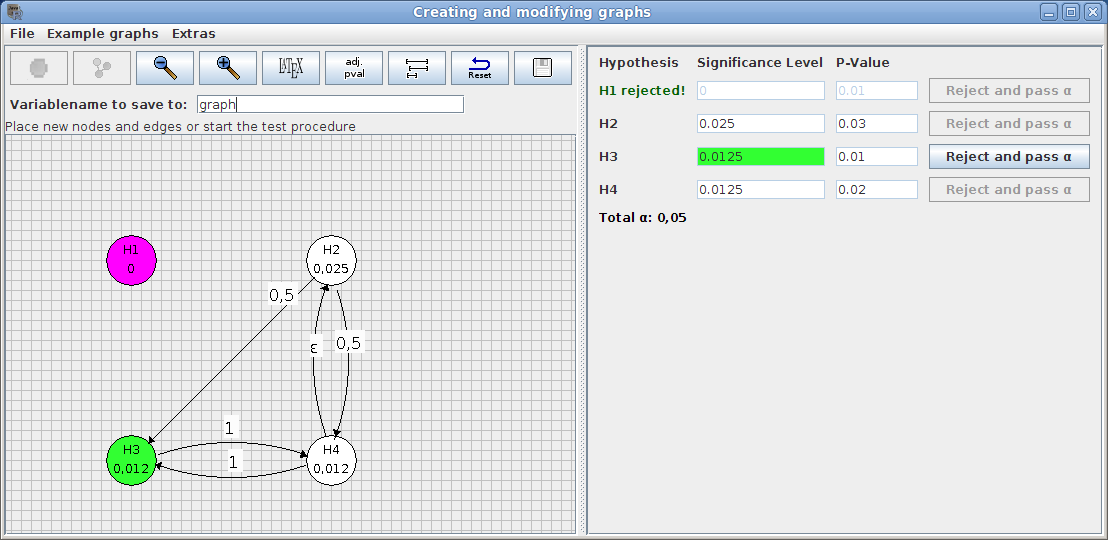 Creating and modifying graphs
File Example graphs Extras
LATEX adj. pval Reset
Variablename to save to: graph
Place new nodes and edges or start the test procedure
H1
0
H2
0,025
0,5
ε 0,5
1
1
H3
0,012
H4
0,012
Hypothesis Significance Level P-Value
H1 rejected! 0 0.01 Reject and pass α
H2 0.025 0.03 Reject and pass α
H3 0.0125 0.01 Reject and pass α
H4 0.0125 0.02 Reject and pass α
Total α: 0,05